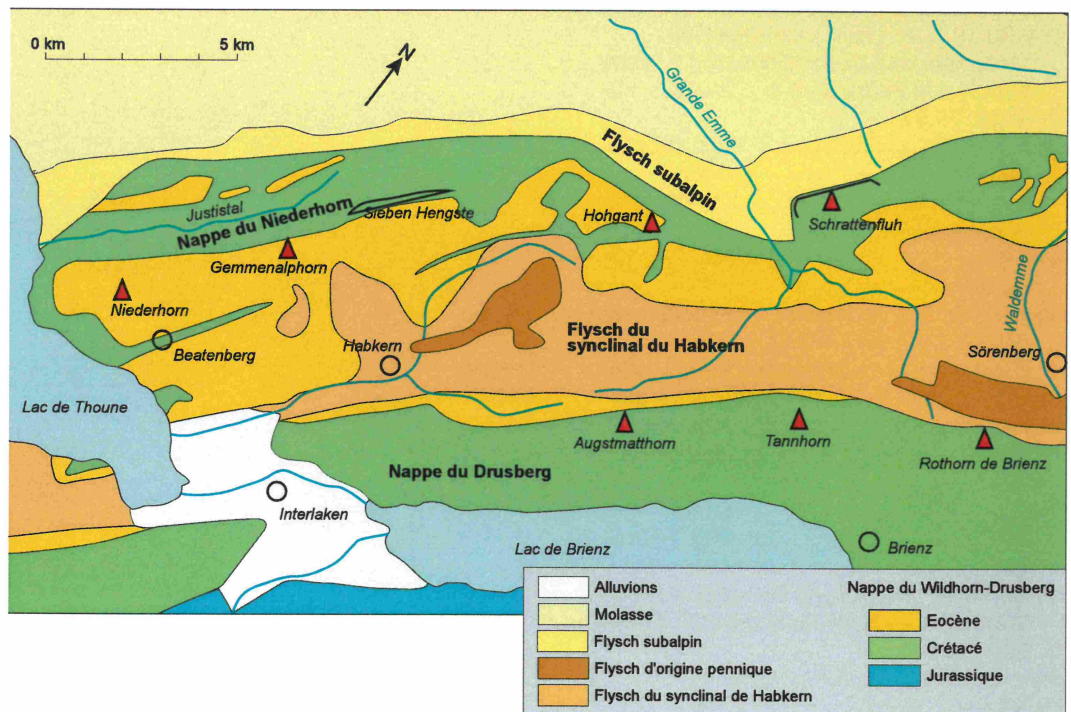 0 km 5 km
N
Grande Emme
Flysch subalpin
Justistal
Nappe du Niederhorn
Sieben Hengste
Hohgant
Schrattenfluh
Gemmenalphorn
Niederhorn
Waldemme
Beatenberg
Habkern
Flysch du
synclinal du Habkern
Sörenberg
Lac de Thoune
Augstmatthorn
Tannhorn
Rothorn de Brienz
Nappe du Drusberg
Interlaken
Lac de Brienz
Brienz
Alluvions
Molasse
Flysch subalpin
Flysch d'origine pennique
Flysch du synclinal de Habkern
Nappe du Wildhorn-Drusberg
Eocène
Crétacé
Jurassique